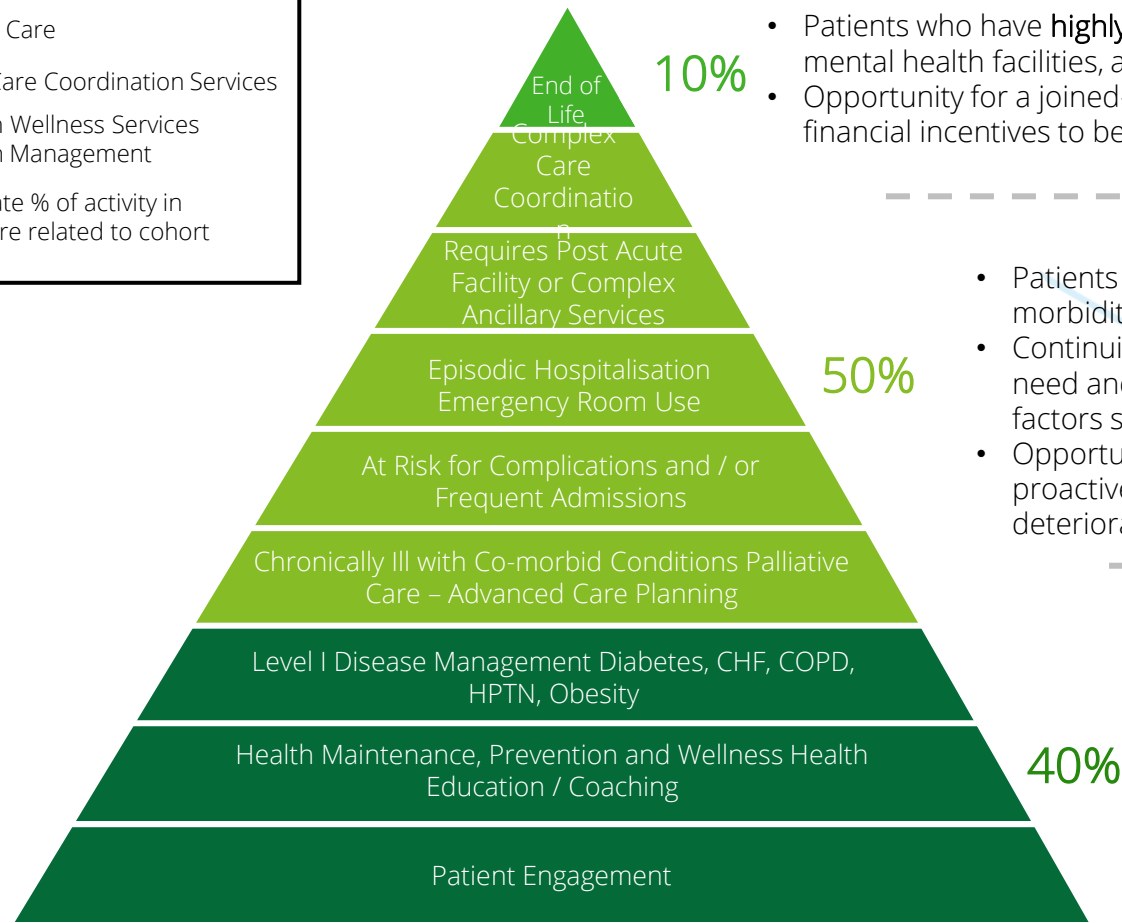 Care
Care Coordination Services
Wellness Services
Management
% of activity in
related to cohort
End of
Life
Complex
Care
Coordinatio
n
Requires Post Acute
Facility or Complex
Ancillary Services
Episodic Hospitalisation
Emergency Room Use
At Risk for Complications and / or
Frequent Admissions
Chronically Ill with Co-morbid Conditions Palliative
Care – Advanced Care Planning
Level I Disease Management Diabetes, CHF, COPD,
HPTN, Obesity
Health Maintenance, Prevention and Wellness Health
Education / Coaching
Patient Engagement
10%
• Patients who have highly
mental health facilities, a
• Opportunity for a joined-
financial incentives to be
50%
• Patients
morbidit
• Continui
need and
factors s
• Opportu
proactive
deteriora
40%